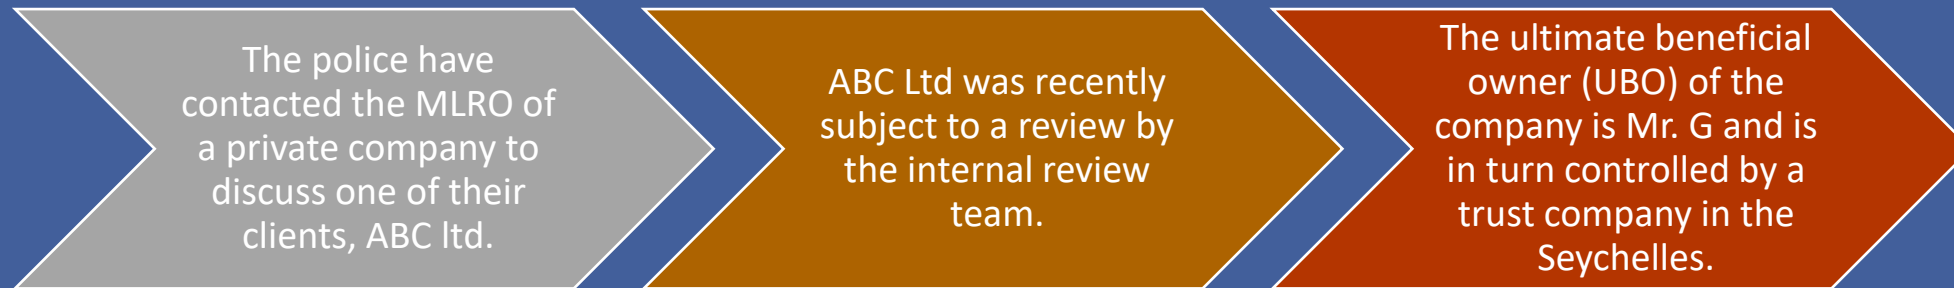 The police have
contacted the MLRO of
a private company to
discuss one of their
clients, ABC ltd.
ABC Ltd was recently
subject to a review by
the internal review
team.
The ultimate beneficial
owner (UBO) of the
company is Mr. G and is
in turn controlled by a
trust company in the
Seychelles.